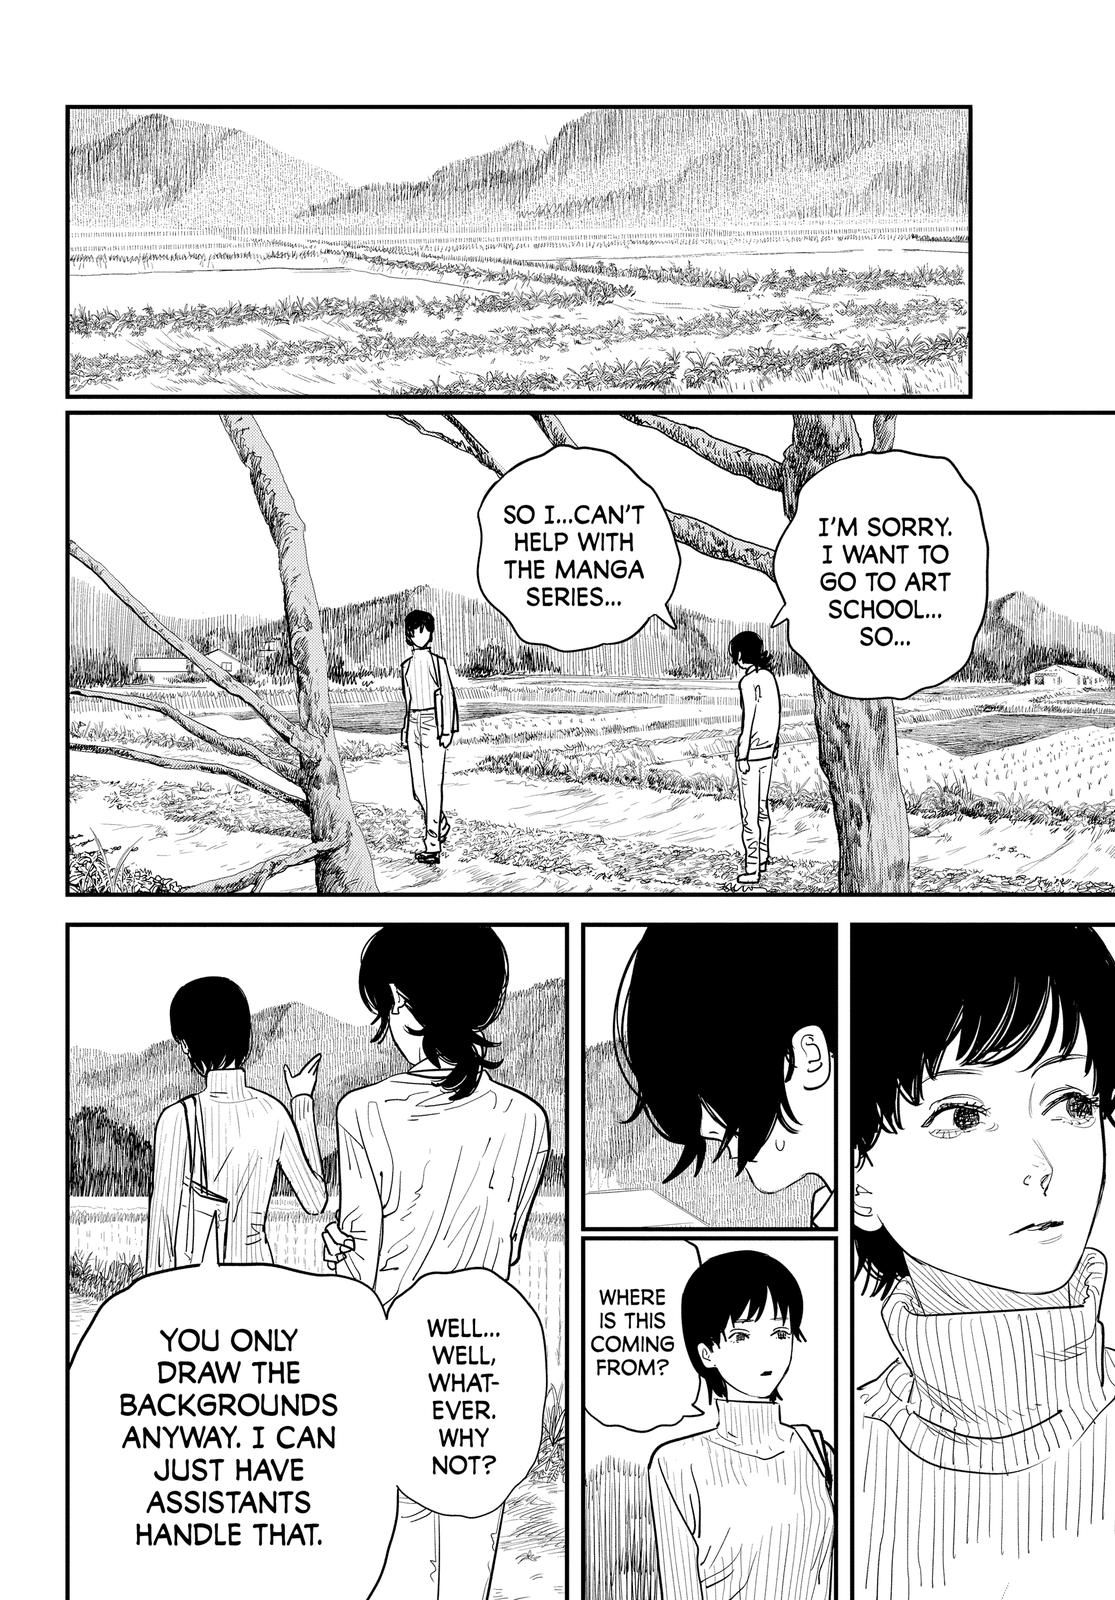 I'M SORRY.
I WANT TO
GO TO ART
SCHOOL...
SO...
SO I...CAN'T
HELP WITH
THE MANGA
SERIES...
WHERE
IS THIS
COMING
FROM?
WELL...
WELL,
WHAT-
EVER.
WHY
NOT?
YOU ONLY
DRAW THE
BACKGROUNDS
ANYWAY. I CAN
JUST HAVE
ASSISTANTS
HANDLE THAT.